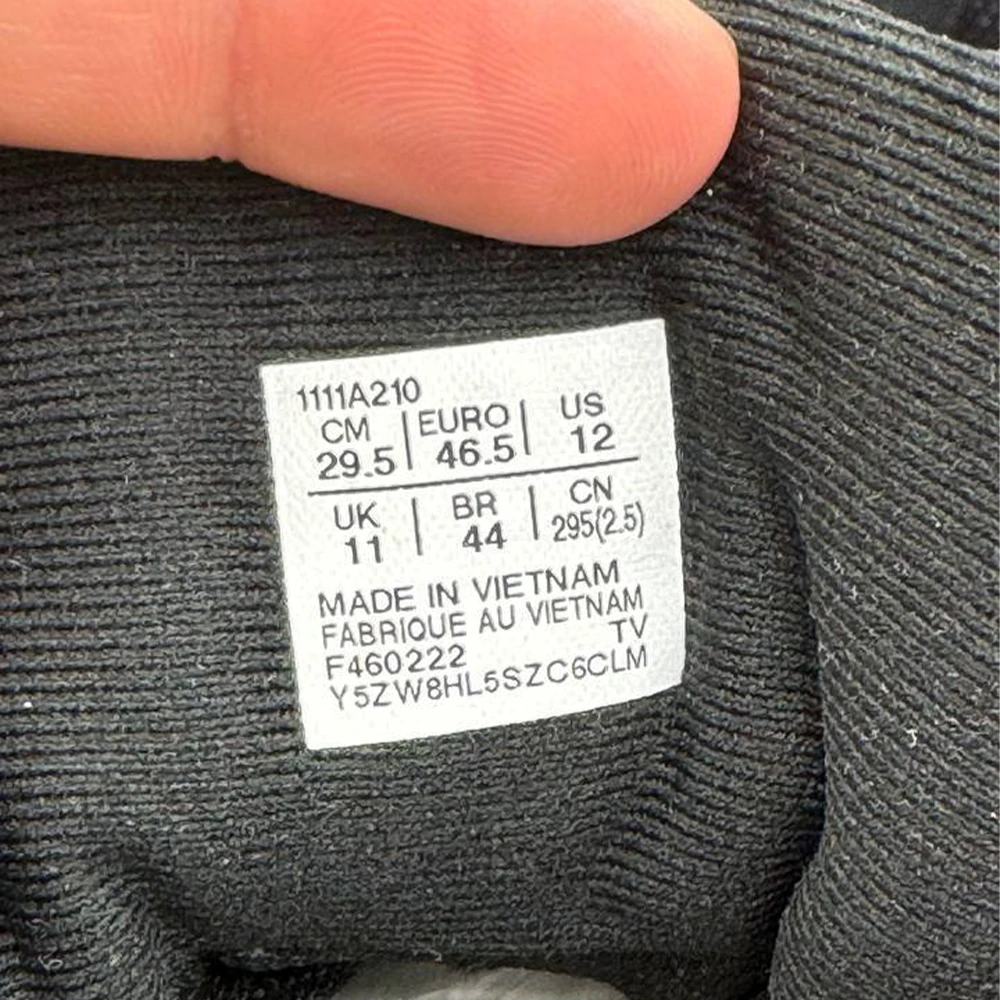 1111A210
CM | EURO | US
29.5 | 46.5 | 12
UK | BR | CN
11 | 44 | 295(2.5)
MADE IN VIETNAM
FABRIQUE AU VIETNAM
TV
F460222
Y5ZW8HL5SZC6CLM